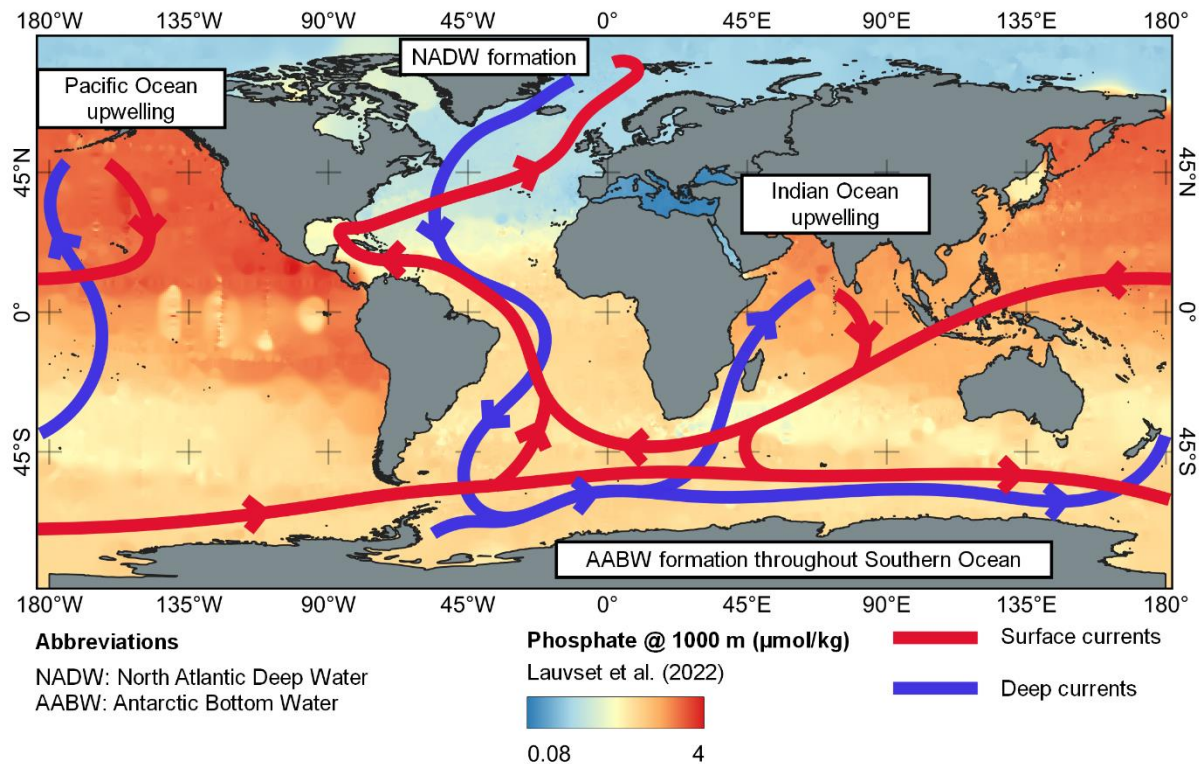 180°W 135°W 90°W 45°W 0° 45°E 90°E 135°E 180°
NADW formation
Pacific Ocean
upwelling
45°N
45°N
Indian Ocean
upwelling
0°
0°
45°S
45°S
AABW formation throughout Southern Ocean
180°W 135°W 90°W 45°W 0° 45°E 90°E 135°E 180°
Abbreviations
NADW: North Atlantic Deep Water
AABW: Antarctic Bottom Water
Phosphate @ 1000 m (μmol/kg)
Lauvset et al. (2022)
0.08 4
Surface currents
Deep currents